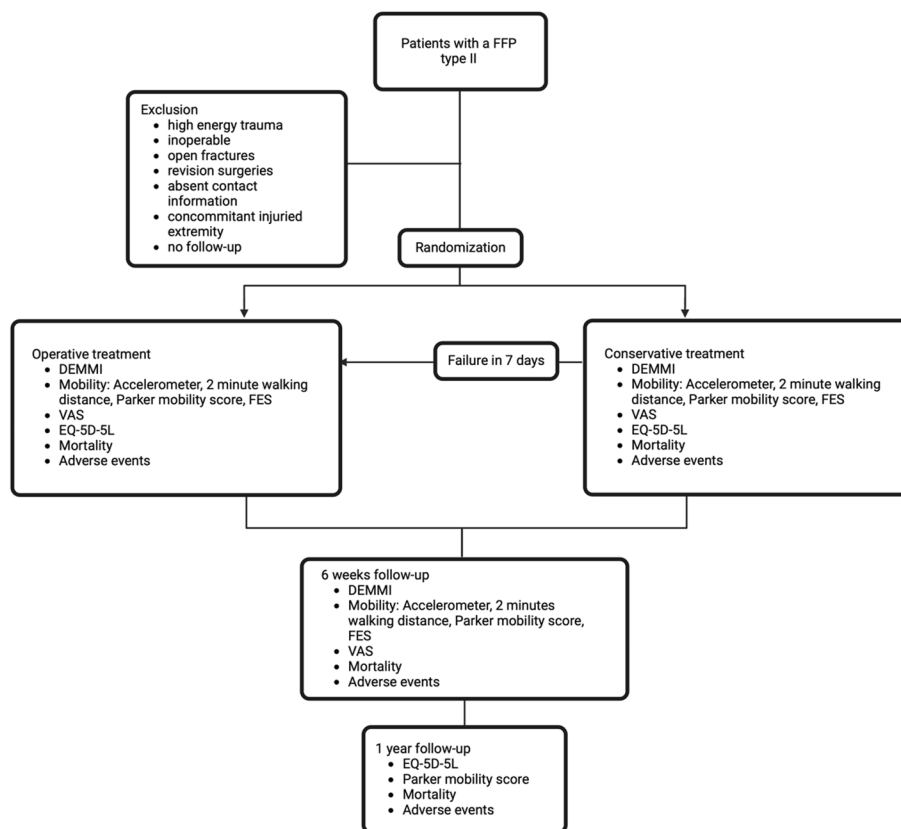 Patients with a FFP
type II
Exclusion
• high energy trauma
• inoperable
• open fractures
• revision surgeries
• absent contact
information
• concommitant injuried
extremity
• no follow-up
Randomization
Operative treatment
• DEMMI
• Mobility: Accelerometer, 2 minute walking
distance, Parker mobility score, FES
• VAS
• EQ-5D-5L
• Mortality
• Adverse events
Failure in 7 days
Conservative treatment
• DEMMI
• Mobility: Accelerometer, 2 minute walking
distance, Parker mobility score, FES
• VAS
• EQ-5D-5L
• Mortality
• Adverse events
6 weeks follow-up
• DEMMI
• Mobility: Accelerometer, 2 minutes
walking distance, Parker mobility score,
FES
• VAS
• Mortality
• Adverse events
1 year follow-up
• EQ-5D-5L
• Parker mobility score
• Mortality
• Adverse events